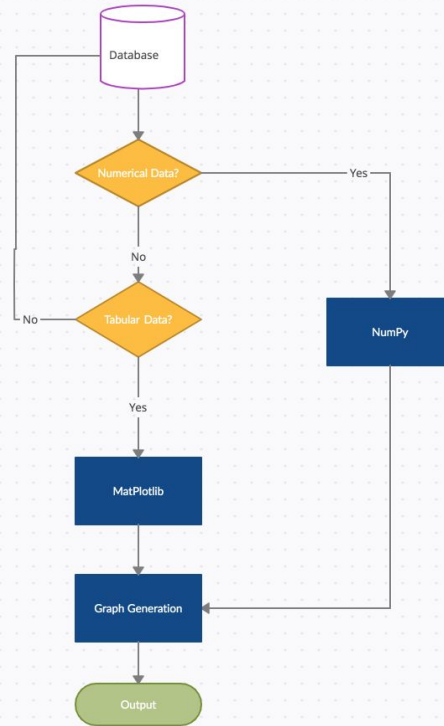 Database
Numerical Data?
Yes
No
Tabular Data?
No
NumPy
Yes
MatPlotlib
Graph Generation
Output